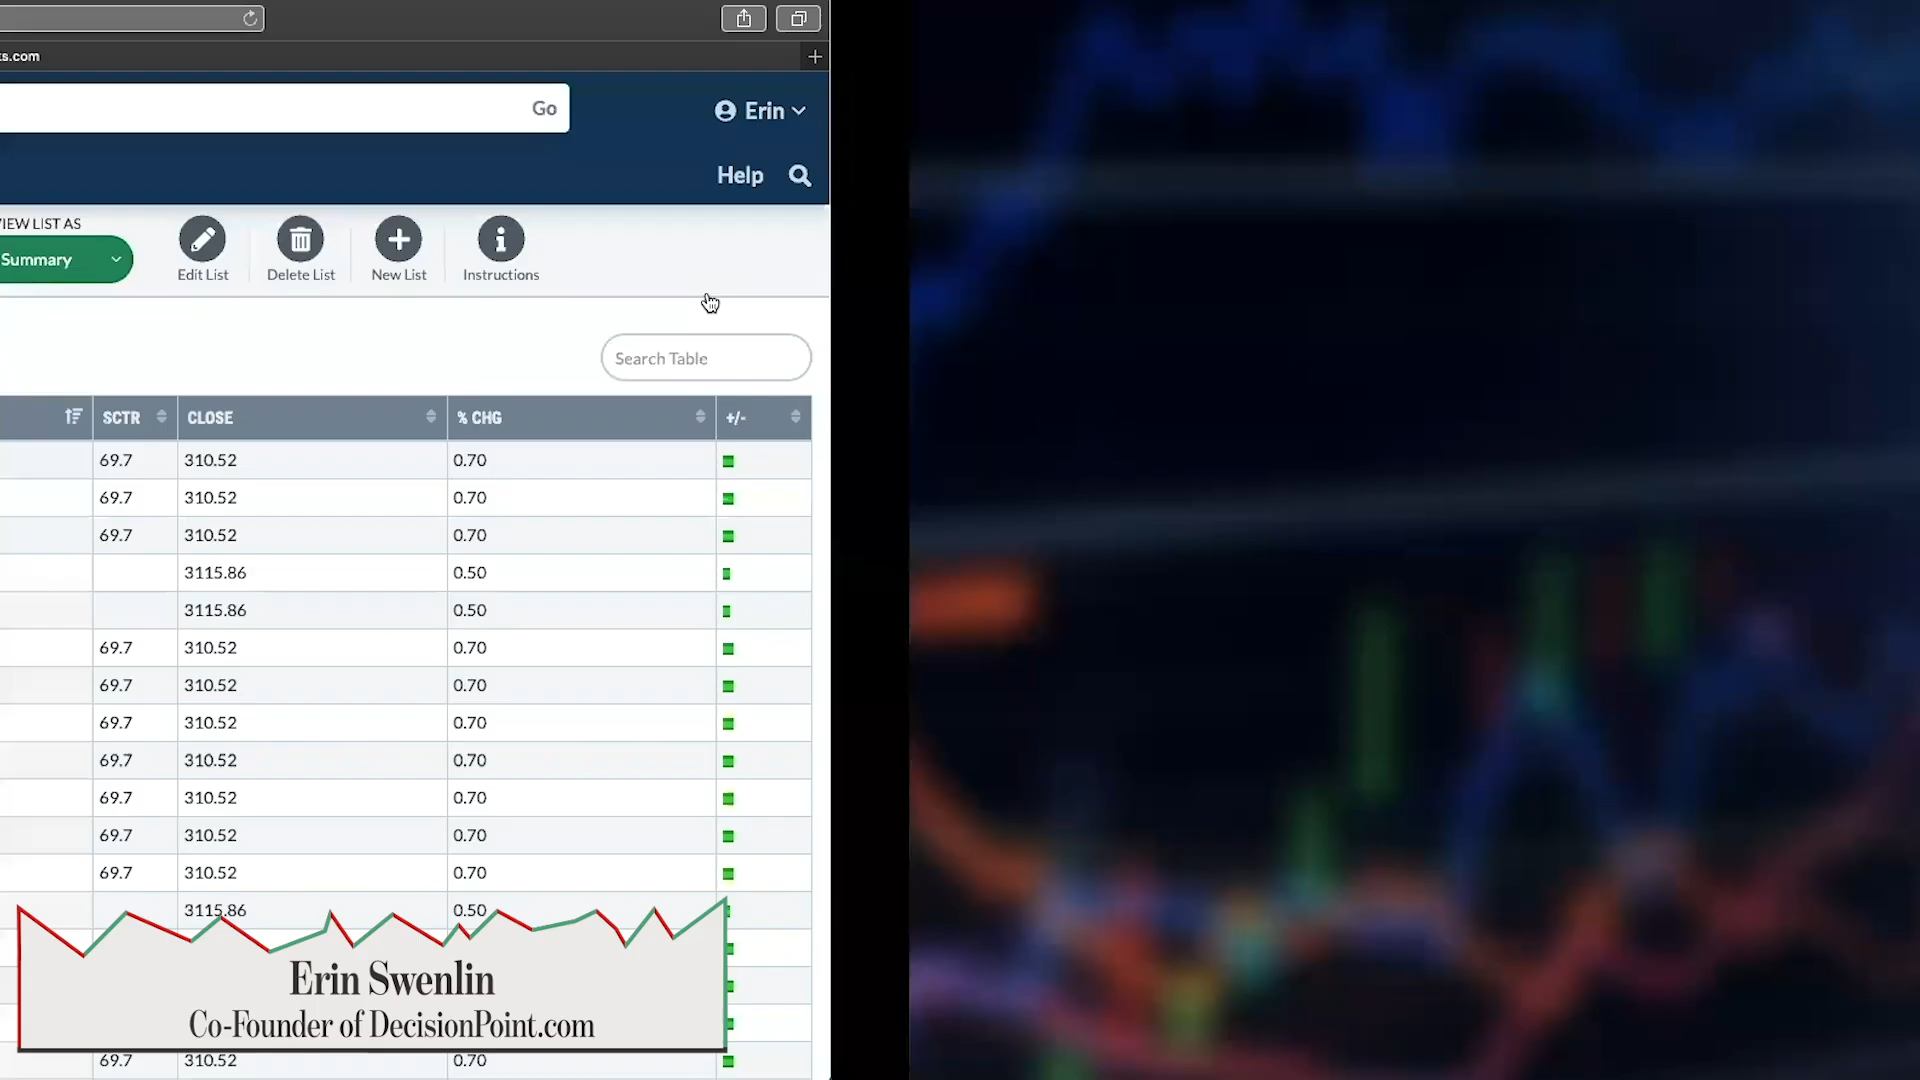 s.com
Go
Erin
Help
VIEW LIST AS
Summary
Edit List
Delete List
New List
Instructions
Search Table
SCTR CLOSE % CHG +/-
69.7 310.52 0.70
69.7 310.52 0.70
69.7 310.52 0.70
3115.86 0.50
3115.86 0.50
69.7 310.52 0.70
69.7 310.52 0.70
69.7 310.52 0.70
69.7 310.52 0.70
69.7 310.52 0.70
69.7 310.52 0.70
69.7 310.52 0.70
3115.86 0.50
Erin Swenlin
Co-Founder of DecisionPoint.com
69.7 310.52 0.70